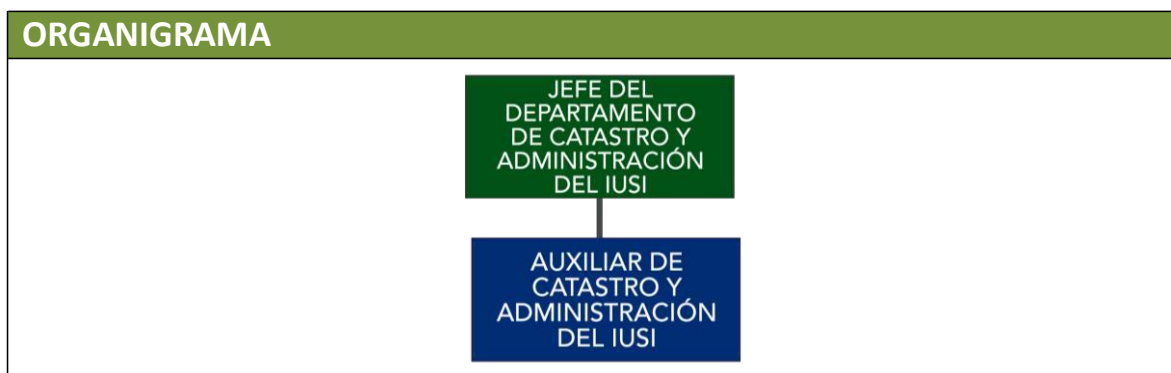 ORGANIGRAMA
JEFE DEL
DEPARTAMENTO
DE CATASTRO Y
ADMINISTRACIÓN
DEL IUSI
AUXILIAR DE
CATASTRO Y
ADMINISTRACIÓN
DEL IUSI